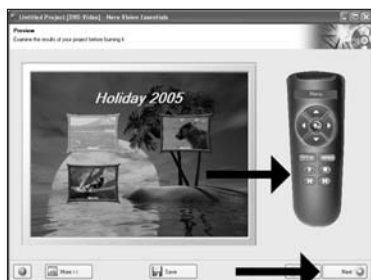 Untitled Project [DVD-Video] - Nero Vision Essentials
Preview
Examine the results of your project before burning it
Holiday 2005
More >>
Save
Next